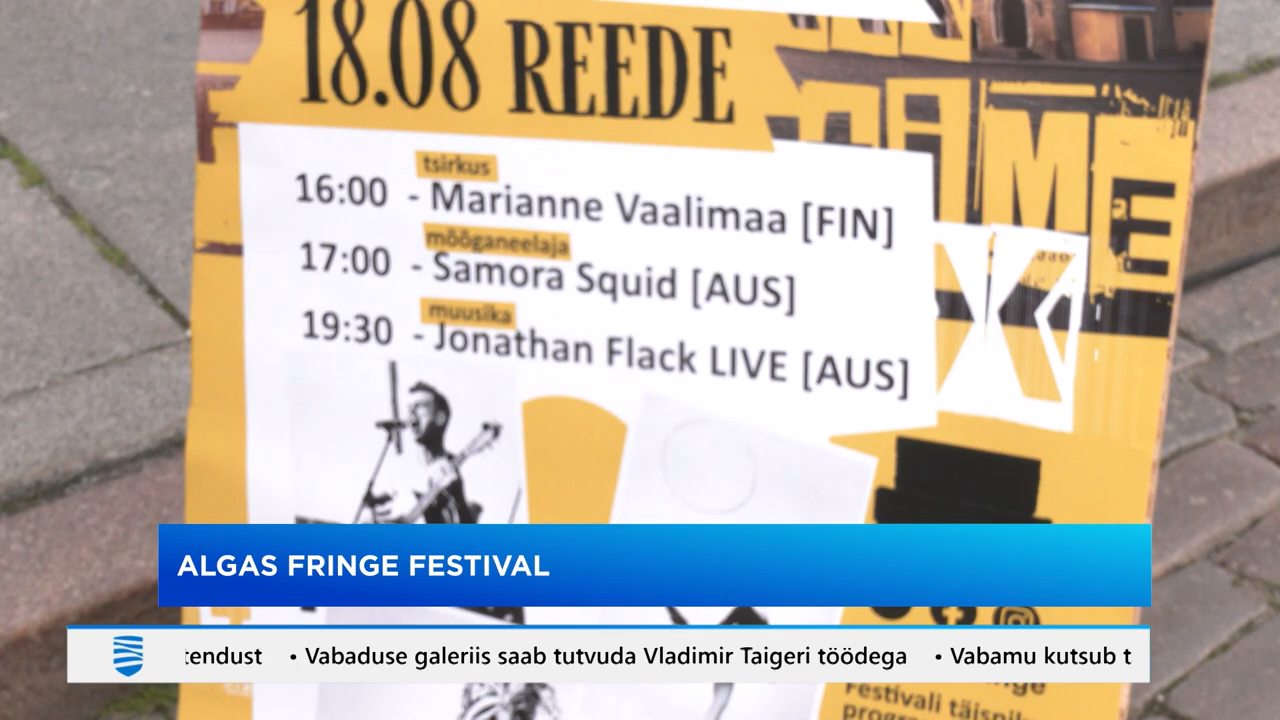 18.08 REEDE
tsirkus
16:00 - Marianne Vaalimaa [FIN]
mõõganeelaja
17:00 - Samora Squid [AUS]
muusika
19:30 - Jonathan Flack LIVE [AUS]
ALGAS FRINGE FESTIVAL
tendust • Vabaduse galeriis saab tutvuda Vladimir Taigeri töödega • Vabamu kutsub t
Festivali